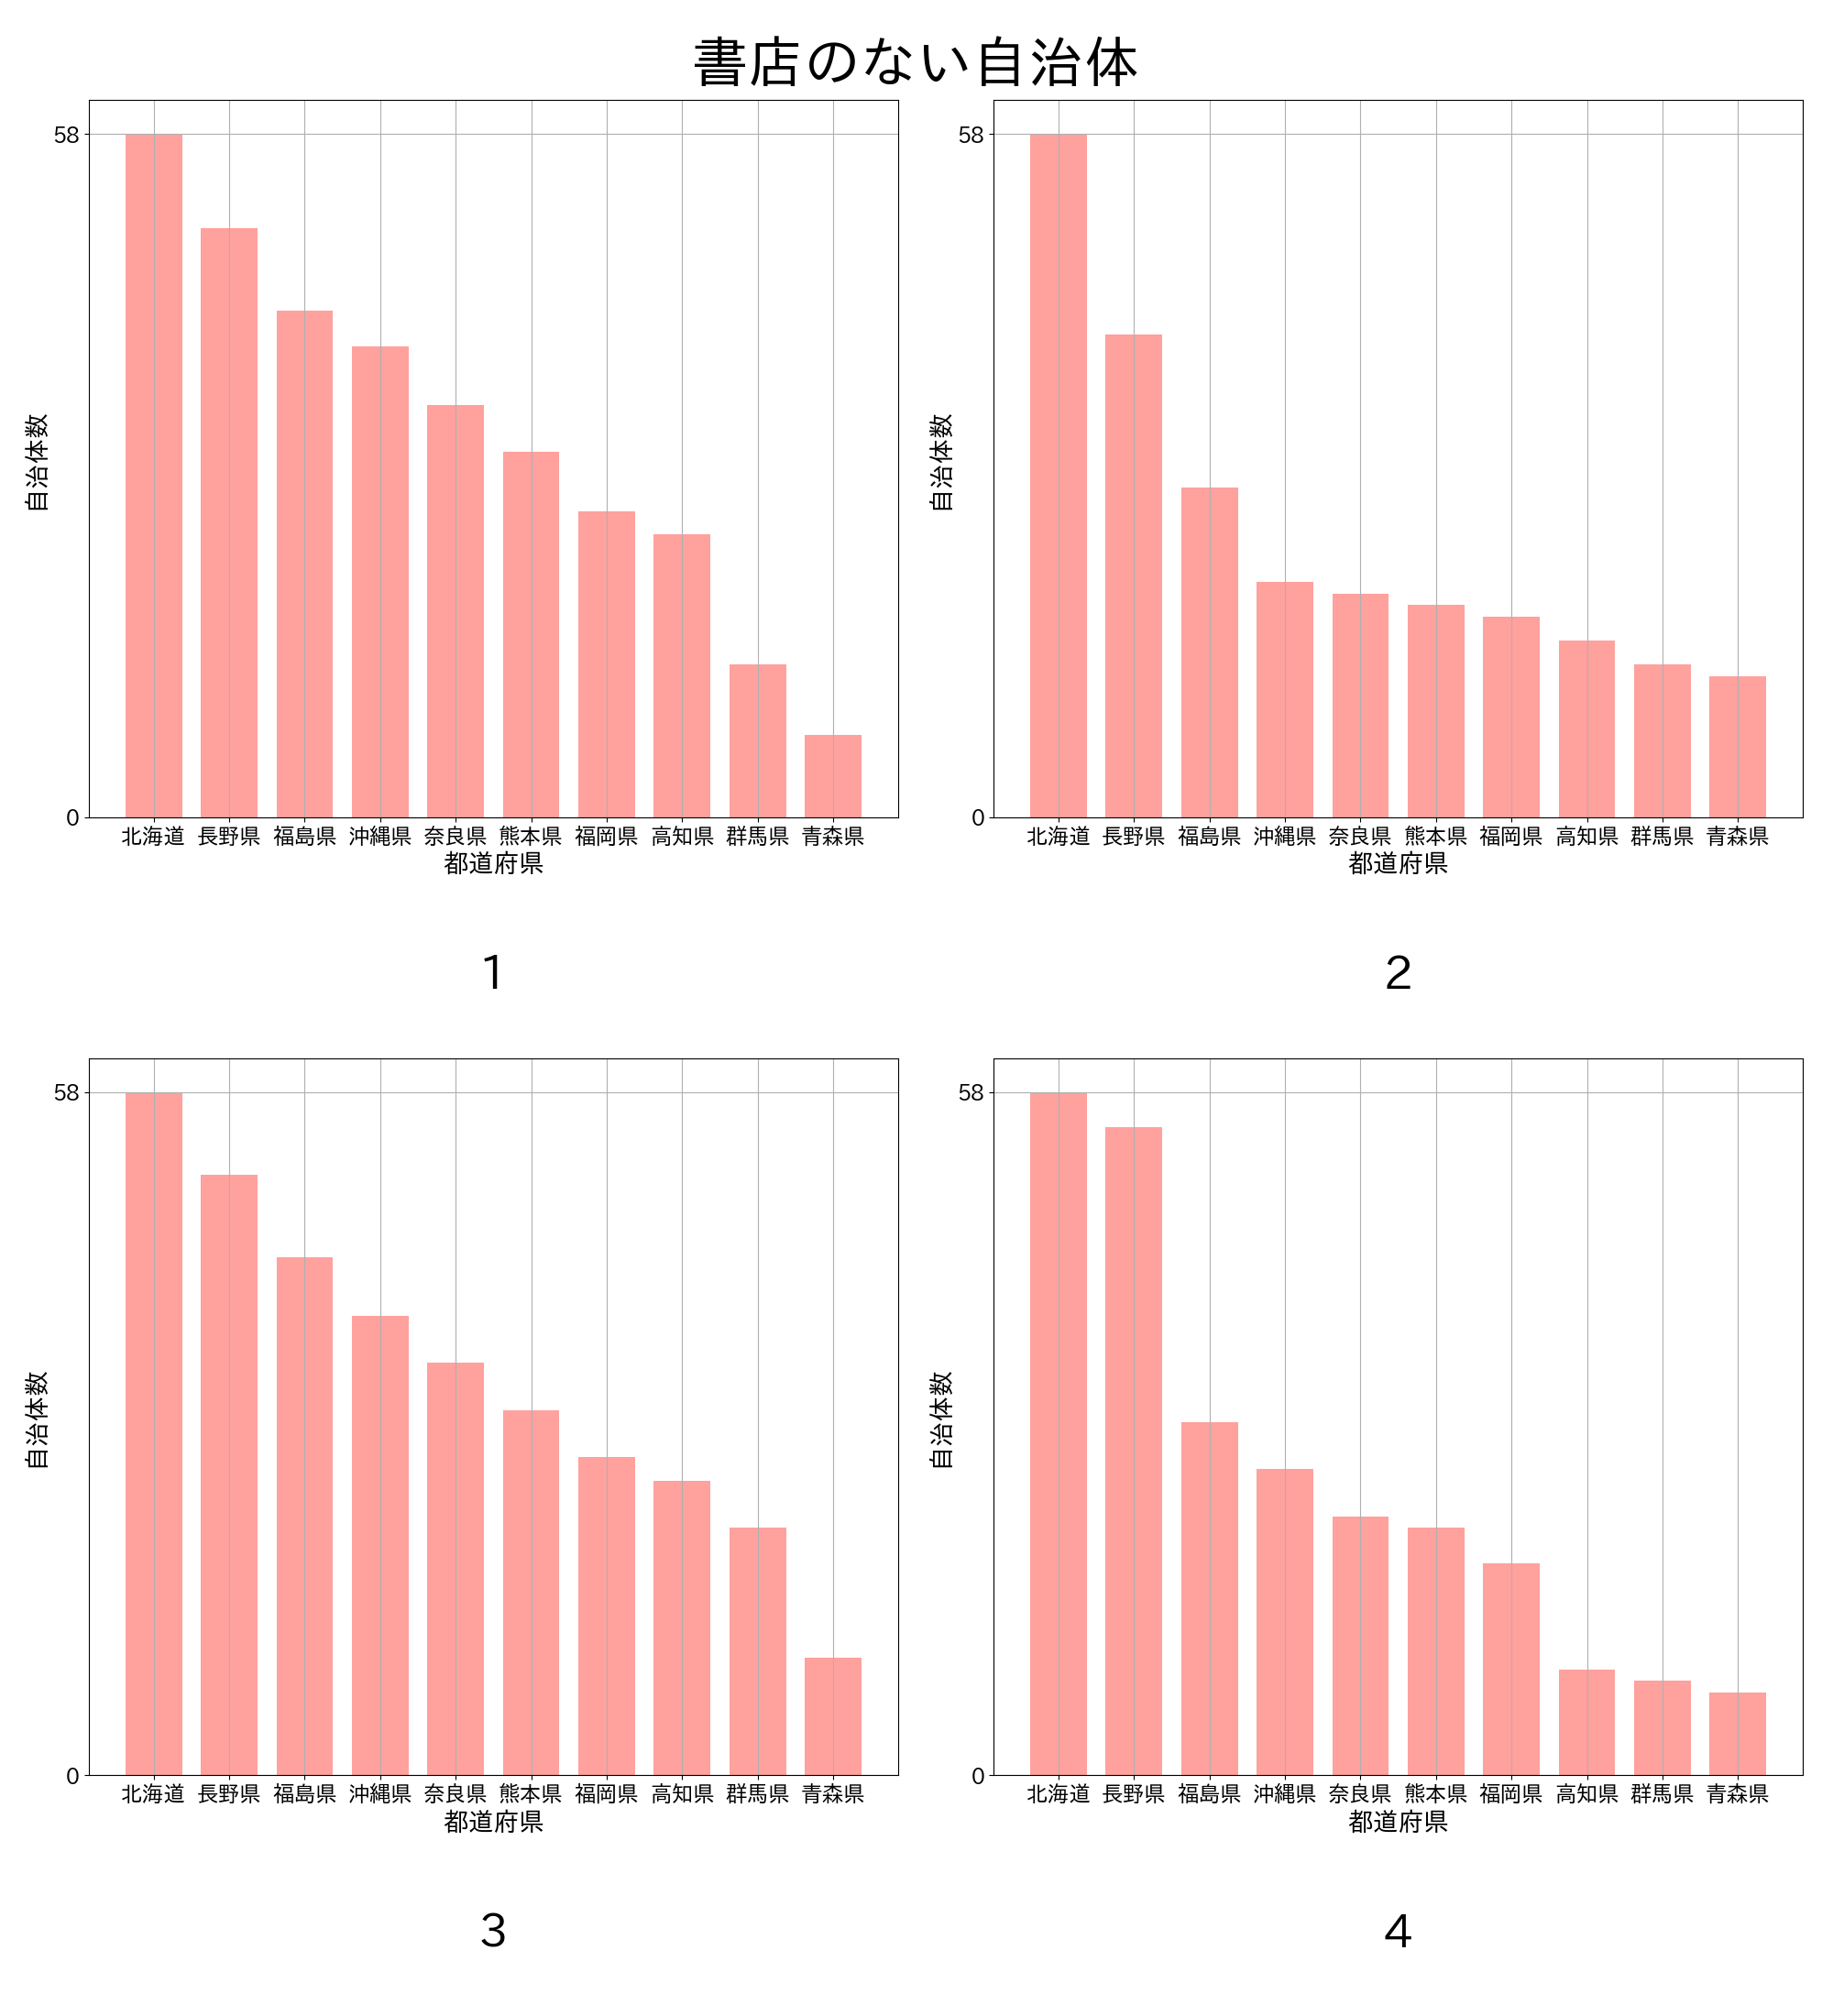 書店のない自治体
58
0
自治体数
北海道 長野県 福島県 沖縄県 奈良県 熊本県 福岡県 高知県 群馬県 青森県
都道府県
1
58
0
自治体数
北海道 長野県 福島県 沖縄県 奈良県 熊本県 福岡県 高知県 群馬県 青森県
都道府県
2
58
0
自治体数
北海道 長野県 福島県 沖縄県 奈良県 熊本県 福岡県 高知県 群馬県 青森県
都道府県
3
58
0
自治体数
北海道 長野県 福島県 沖縄県 奈良県 熊本県 福岡県 高知県 群馬県 青森県
都道府県
4